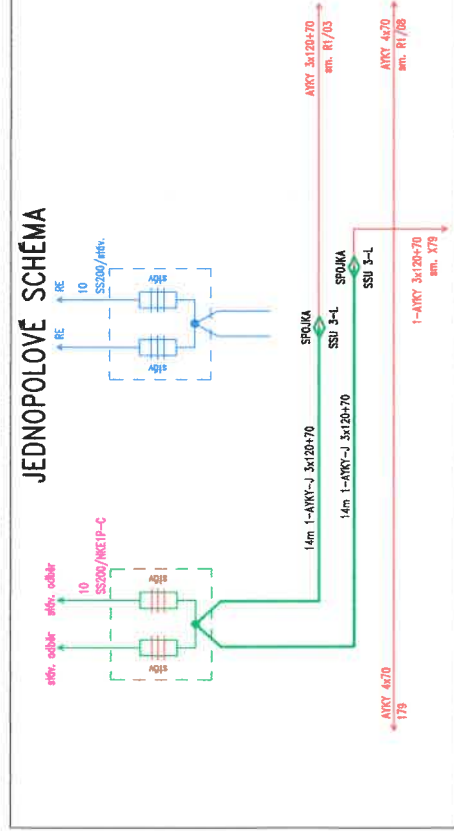 JEDNOPOLOVÉ SCHÉMA
stáv. odběr
stáv. odběr
10
SS200/NKE1P-C
stáv
stáv
RE
RE
10
SS200/stáv.
stáv
stáv
14m 1-AYKY-J 3x120+70
SPOJKA
SSU 3-L
AYKY 3x120+70
sm. R1/03
14m 1-AYKY-J 3x120+70
SPOJKA
SSU 3-L
1-AYKY 3x120+70
sm. X79
AYKY 4x70
179
AYKY 4x70
sm. R1/08